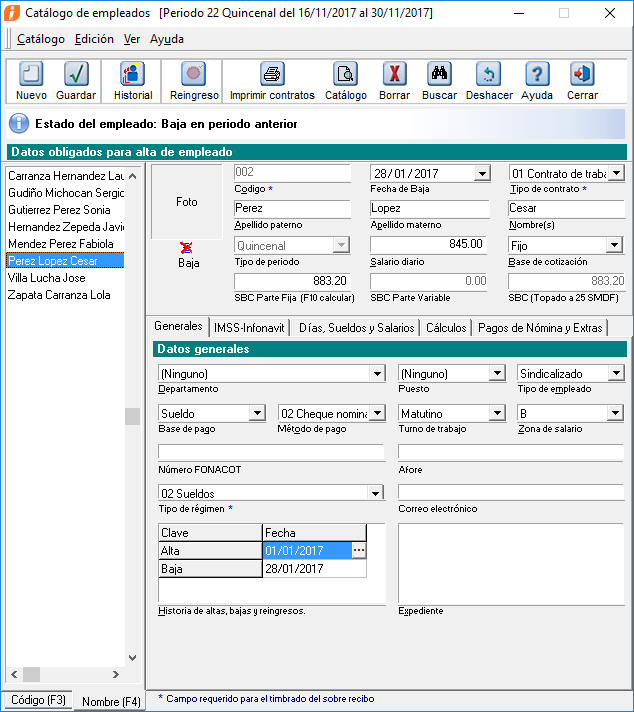 Catálogo de empleados [Periodo 22 Quincenal del 16/11/2017 al 30/11/2017]
Catálogo Edición Ver Ayuda
Nuevo Guardar Historial Reingreso Imprimir contratos Catálogo Borrar Buscar Deshacer Ayuda Cerrar
Estado del empleado: Baja en periodo anterior
Datos obligados para alta de empleado
Carranza Hernandez Lau
Gudiño Michocan Sergio
Gutierrez Perez Sonia
Hernandez Zepeda Javie
Mendez Perez Fabiola
Perez Lopez Cesar
Villa Lucha Jose
Zapata Carranza Lola
Foto
Baja
002 28/01/2017 01 Contrato de traba
Codigo * Fecha de Baja Tipo de contrato *
Perez Lopez Cesar
Apellido paterno Apellido materno Nombre(s)
Quincenal 845.00 Fijo
Tipo de periodo Salario diario Base de cotización
883.20 0.00 883.20
SBC Parte Fija (F10 calcular) SBC Parte Variable SBC (Topado a 25 SMDF)
Generales IMSS-Infonavit Días, Sueldos y Salarios Cálculos Pagos de Nómina y Extras
Datos generales
(Ninguno) (Ninguno) Sindicalizado
Departamento Puesto Tipo de empleado
Sueldo 02 Cheque nomina Matutino B
Base de pago Método de pago Turno de trabajo Zona de salario
Número FONACOT Afore
02 Sueldos
Tipo de régimen * Correo electrónico
Clave Fecha
Alta 01/01/2017 ...
Baja 28/01/2017
Historia de altas, bajas y reingresos. Expediente
Código (F3) Nombre (F4)
* Campo requerido para el timbrado del sobre recibo